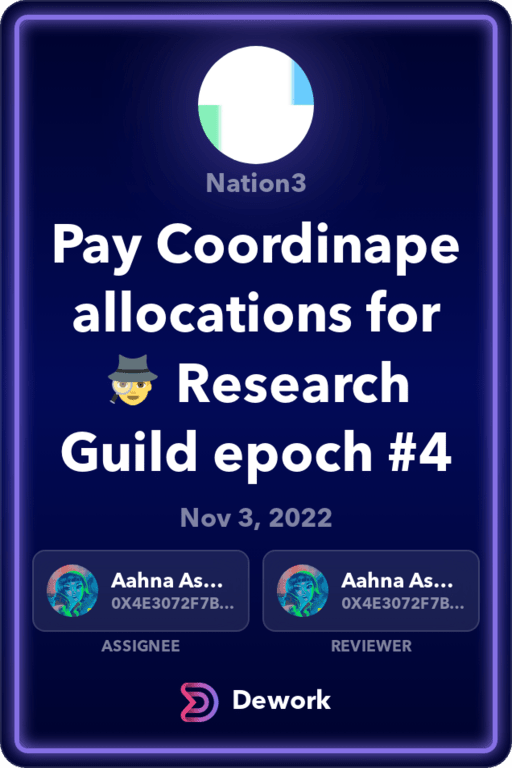 Nation3
Pay Coordinape
allocations for
🕵️ Research
Guild epoch #4
Nov 3, 2022
Aahna As...
0X4E3072F7B...
ASSIGNEE
Aahna As...
0X4E3072F7B...
REVIEWER
Dework